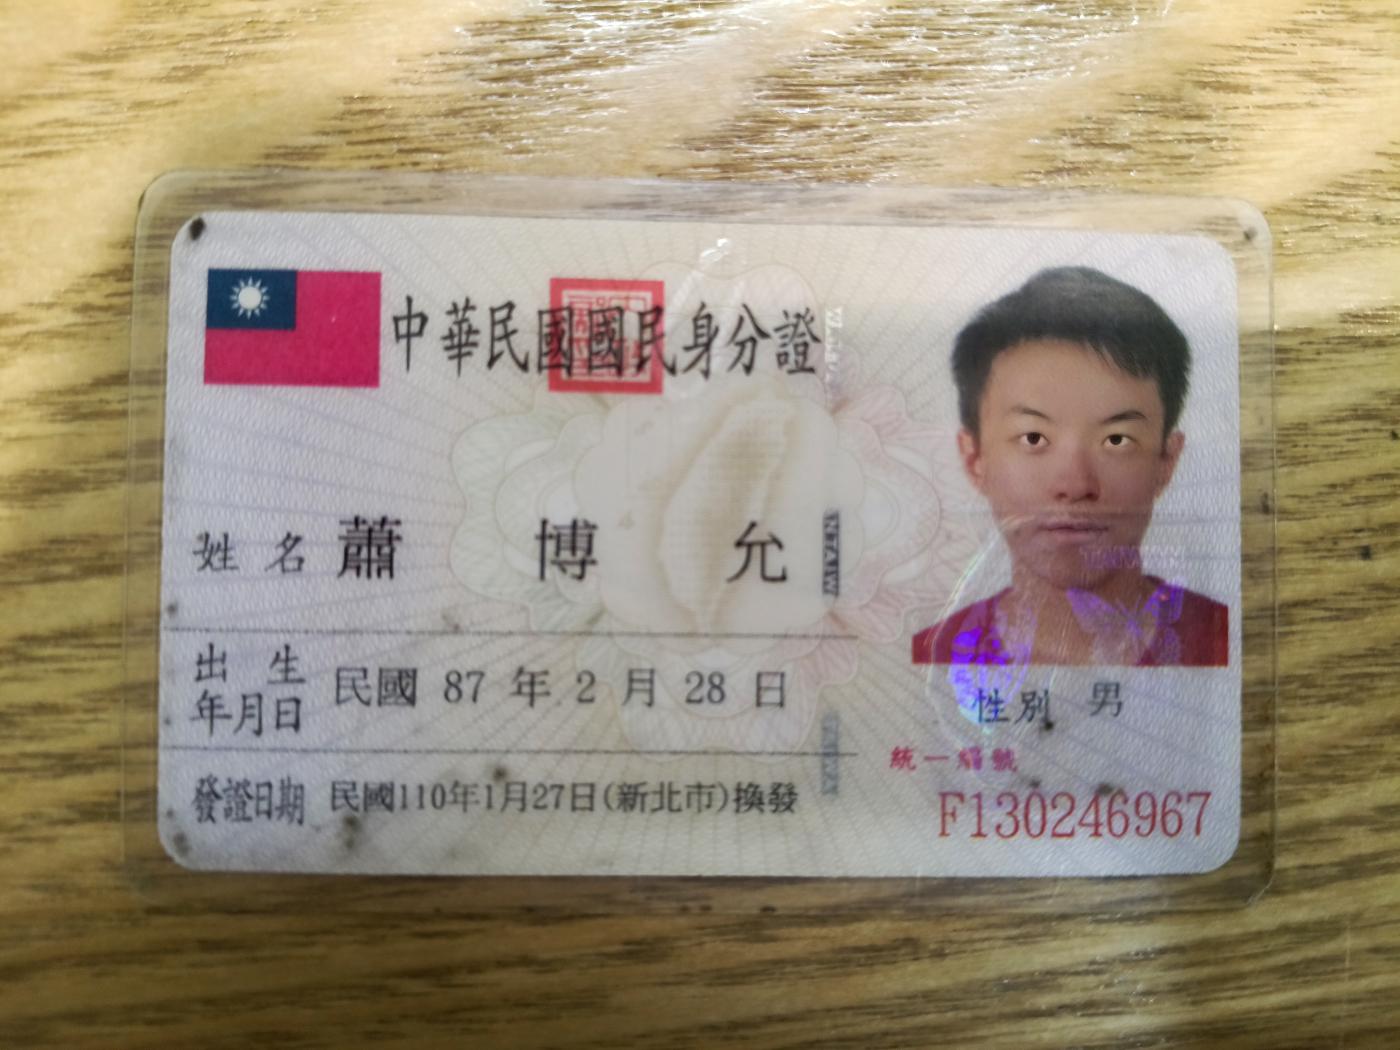 中華民國國民身分證
姓名 蕭博允
出生年月日 民國 87 年 2 月 28 日
發證日期 民國110年1月27日(新北市)換發
TAIWAN
性別 男
統一編號
F130246967